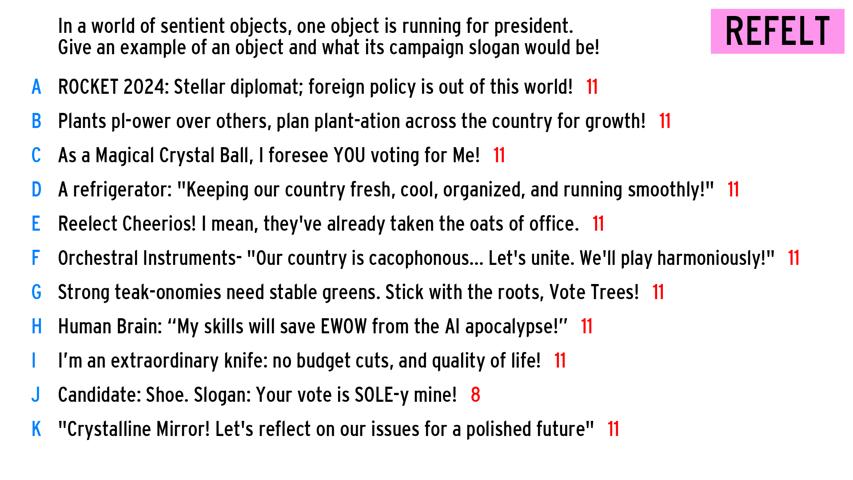 In a world of sentient objects, one object is running for president.
Give an example of an object and what its campaign slogan would be!
REFELT
A ROCKET 2024: Stellar diplomat; foreign policy is out of this world! 11
B Plants pl-ower over others, plan plant-ation across the country for growth! 11
C As a Magical Crystal Ball, I foresee YOU voting for Me! 11
D A refrigerator: "Keeping our country fresh, cool, organized, and running smoothly!" 11
E Reelect Cheerios! I mean, they've already taken the oats of office. 11
F Orchestral Instruments- "Our country is cacophonous... Let's unite. We'll play harmoniously!" 11
G Strong teak-onomies need stable greens. Stick with the roots, Vote Trees! 11
H Human Brain: “My skills will save EWOW from the AI apocalypse!” 11
I I’m an extraordinary knife: no budget cuts, and quality of life! 11
J Candidate: Shoe. Slogan: Your vote is SOLE-y mine! 8
K "Crystalline Mirror! Let's reflect on our issues for a polished future" 11